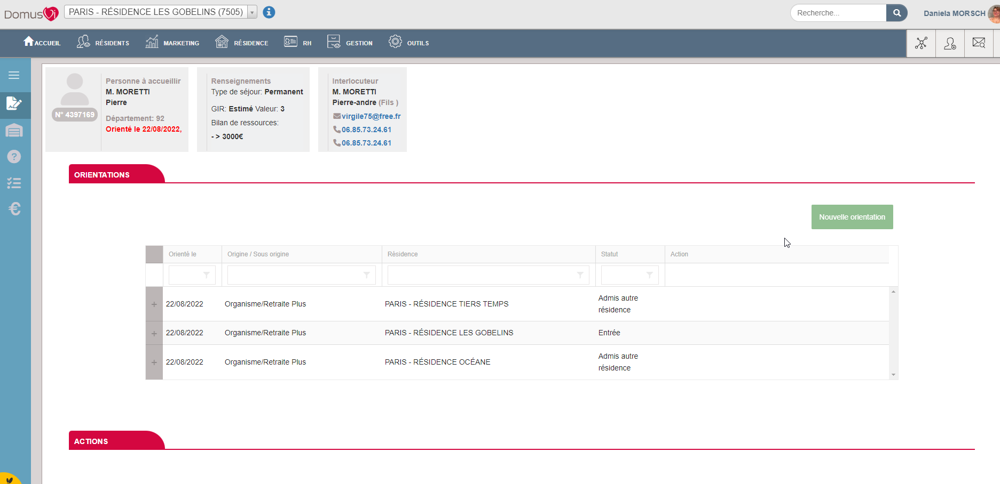 DomusVi
PARIS - RÉSIDENCE LES GOBELINS (7505)
Recherche...
Daniela MORSCH
ACCUEIL
RÉSIDENTS
MARKETING
RÉSIDENCE
RH
GESTION
OUTILS
Personne à accueillir
M. MORETTI
Pierre
N° 4397169
Département: 92
Orienté le 22/08/2022,
Renseignements
Type de séjour: Permanent
GIR: Estimé Valeur: 3
Bilan de ressources:
- > 3000€
Interlocuteur
M. MORETTI
Pierre-andre (Fils )
virgile75@free.fr
06.85.73.24.61
06.85.73.24.61
ORIENTATIONS
Nouvelle orientation
Orienté le
Origine / Sous origine
Résidence
Statut
Action
+ 22/08/2022 Organisme/Retraite Plus PARIS - RÉSIDENCE TIERS TEMPS Admis autre
résidence
+ 22/08/2022 Organisme/Retraite Plus PARIS - RÉSIDENCE LES GOBELINS Entrée
+ 22/08/2022 Organisme/Retraite Plus PARIS - RÉSIDENCE OCÉANE Admis autre
résidence
ACTIONS